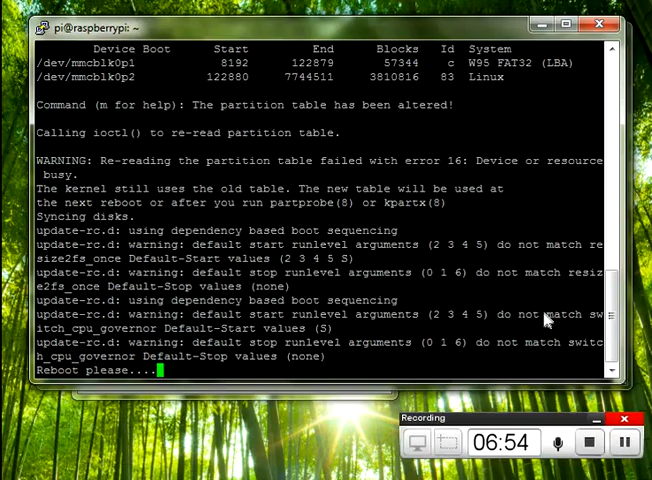 pi@raspberrypi: ~
Device Boot Start End Blocks Id System
/dev/mmcblk0p1 8192 122879 57344 c W95 FAT32 (LBA)
/dev/mmcblk0p2 122880 7744511 3810816 83 Linux
Command (m for help): The partition table has been altered!
Calling ioctl() to re-read partition table.
WARNING: Re-reading the partition table failed with error 16: Device or resource
busy.
The kernel still uses the old table. The new table will be used at
the next reboot or after you run partprobe(8) or kpartx(8)
Syncing disks.
update-rc.d: using dependency based boot sequencing
update-rc.d: warning: default start runlevel arguments (2 3 4 5) do not match re
size2fs_once Default-Start values (2 3 4 5 S)
update-rc.d: warning: default stop runlevel arguments (0 1 6) do not match resiz
e2fs_once Default-Stop values (none)
update-rc.d: using dependency based boot sequencing
update-rc.d: warning: default start runlevel arguments (2 3 4 5) do not match sw
itch_cpu_governor Default-Start values (S)
update-rc.d: warning: default stop runlevel arguments (0 1 6) do not match switc
h_cpu_governor Default-Stop values (none)
Reboot please....
Recording
06:54